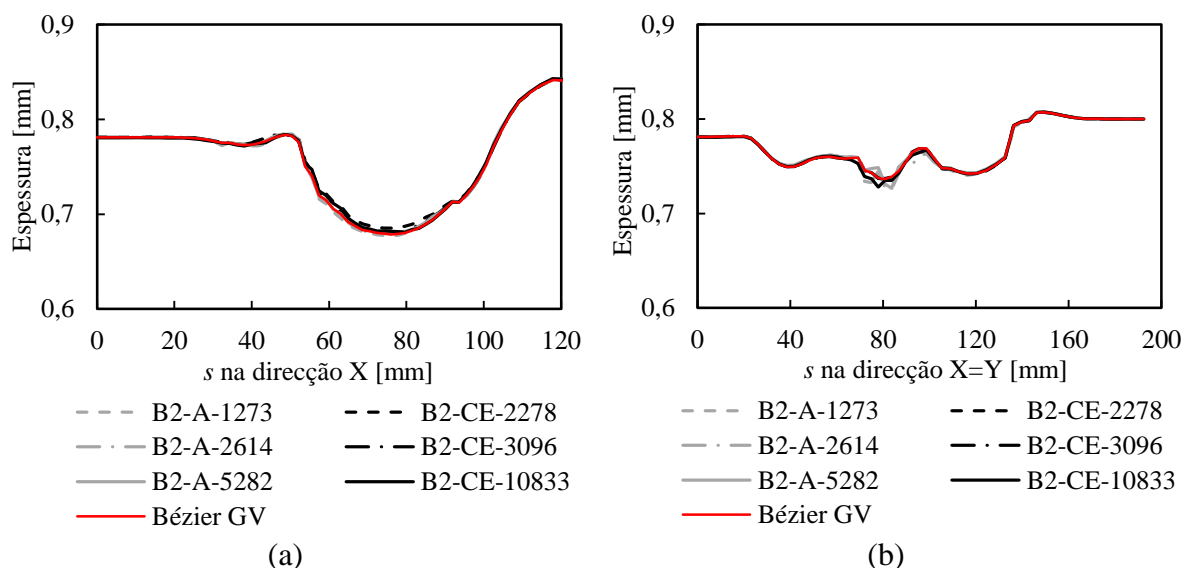 0,9
0,8
0,7
0,6
Espessura [mm]
0 20 40 60 80 100 120
s na direcção X [mm]
B2-A-1273
B2-CE-2278
B2-A-2614
B2-CE-3096
B2-A-5282
B2-CE-10833
Bézier GV
(a)
0,9
0,8
0,7
0,6
Espessura [mm]
0 40 80 120 160 200
s na direcção X=Y [mm]
B2-A-1273
B2-CE-2278
B2-A-2614
B2-CE-3096
B2-A-5282
B2-CE-10833
Bézier GV
(b)